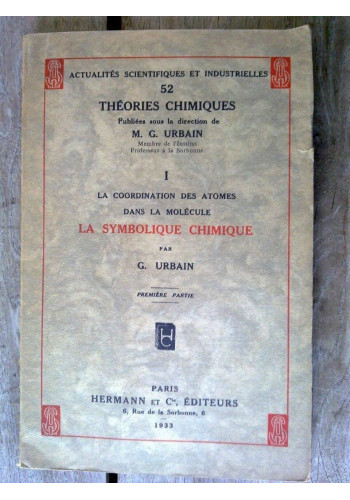 ACTUALITÉS SCIENTIFIQUES ET INDUSTRIELLES
52
THÉORIES CHIMIQUES
Publiées sous la direction de
M. G. URBAIN
Membre de l'Institut
Professeur à la Sorbonne
I
LA COORDINATION DES ATOMES
DANS LA MOLÉCULE
LA SYMBOLIQUE CHIMIQUE
PAR
G. URBAIN
PREMIÈRE PARTIE
HC
PARIS
HERMANN ET Cie, ÉDITEURS
6, Rue de la Sorbonne, 6
1933